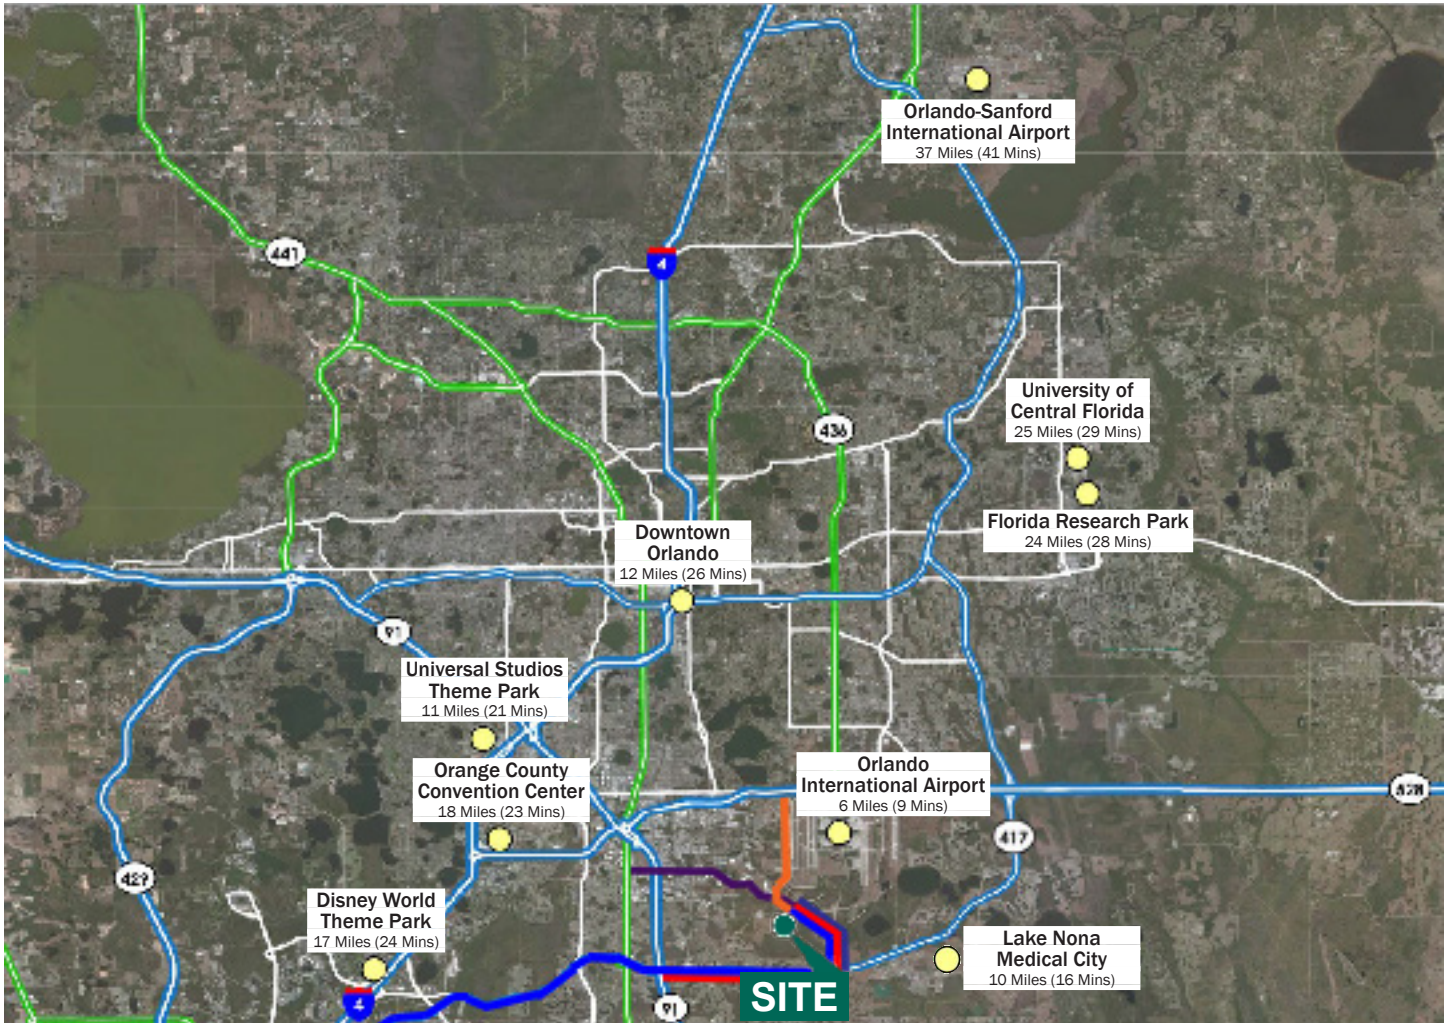 Orlando-Sanford
International Airport
37 Miles (41 Mins)
441
4
University of
Central Florida
25 Miles (29 Mins)
436
Florida Research Park
24 Miles (28 Mins)
Downtown
Orlando
12 Miles (26 Mins)
91
Universal Studios
Theme Park
11 Miles (21 Mins)
Orange County
Convention Center
18 Miles (23 Mins)
Orlando
International Airport
6 Miles (9 Mins)
528
417
429
Disney World
Theme Park
17 Miles (24 Mins)
Lake Nona
Medical City
10 Miles (16 Mins)
SITE
4
91